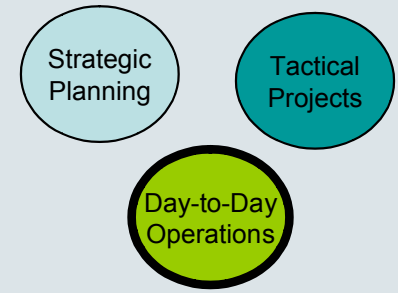 Strategic
Planning
Tactical
Projects
Day-to-Day
Operations